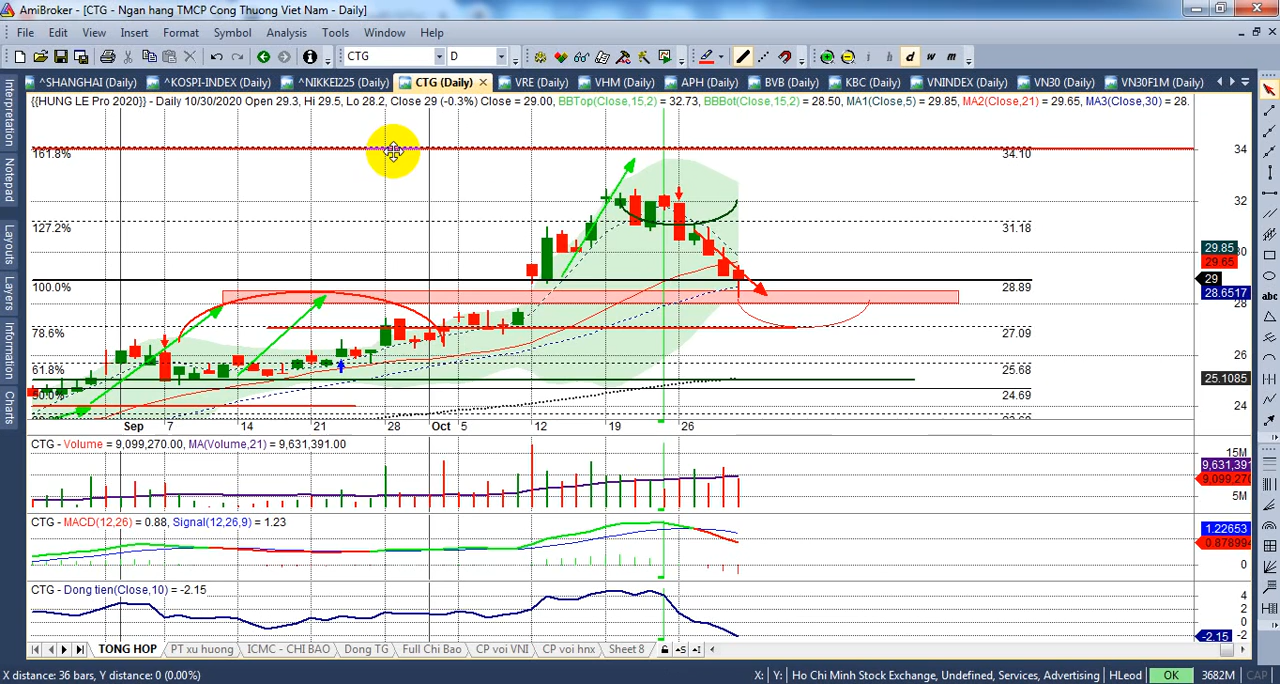 AmiBroker - [CTG - Ngan hang TMCP Cong Thuong Viet Nam - Daily]
File Edit View Insert Format Symbol Analysis Tools Window Help
CTG D i h d w m
^SHANGHAI (Daily) ^KOSPI-INDEX (Daily) ^NIKKEI225 (Daily) CTG (Daily) VRE (Daily) VHM (Daily) APH (Daily) BVB (Daily) KBC (Daily) VNINDEX (Daily) VN30 (Daily) VN30F1M (Daily)
{{HUNG LE Pro 2020}} - Daily 10/30/2020 Open 29.3, Hi 29.5, Lo 28.2, Close 29 (-0.3%) Close = 29.00, BBTop(Close,15,2) = 32.73, BBBot(Close,15,2) = 28.50, MA1(Close,5) = 29.85, MA2(Close,21) = 29.65, MA3(Close,30) = 28.
Interpretation
Notepad
Layouts
Layers
Information
Charts
abc
161.8% 34.10 34
32
127.2% 31.18
29.85 30
29.65
29
100.0% 28.89
28.6517
28
78.6% 27.09
26
61.8% 25.68
25.1085
50.0% 24.69
24
Sep 7 14 21 28 Oct 5 12 19 26
CTG - Volume = 9,099,270.00, MA(Volume,21) = 9,631,391.00
15M
9,631,391
9,099,270
5M
CTG - MACD(12,26) = 0.88, Signal(12,26,9) = 1.23
1.22653
0.878994
0
CTG - Dong tien(Close,10) = -2.15
4
2
0
-2.15 -2
TONG HOP PT xu huong ICMC - CHI BAO Dong TG Full Chi Bao CP voi VNI CP voi hnx Sheet 8
X distance: 36 bars, Y distance: 0 (0.00%) X: Y: Ho Chi Minh Stock Exchange, Undefined, Services, Advertising HLeod OK 3682M CAP